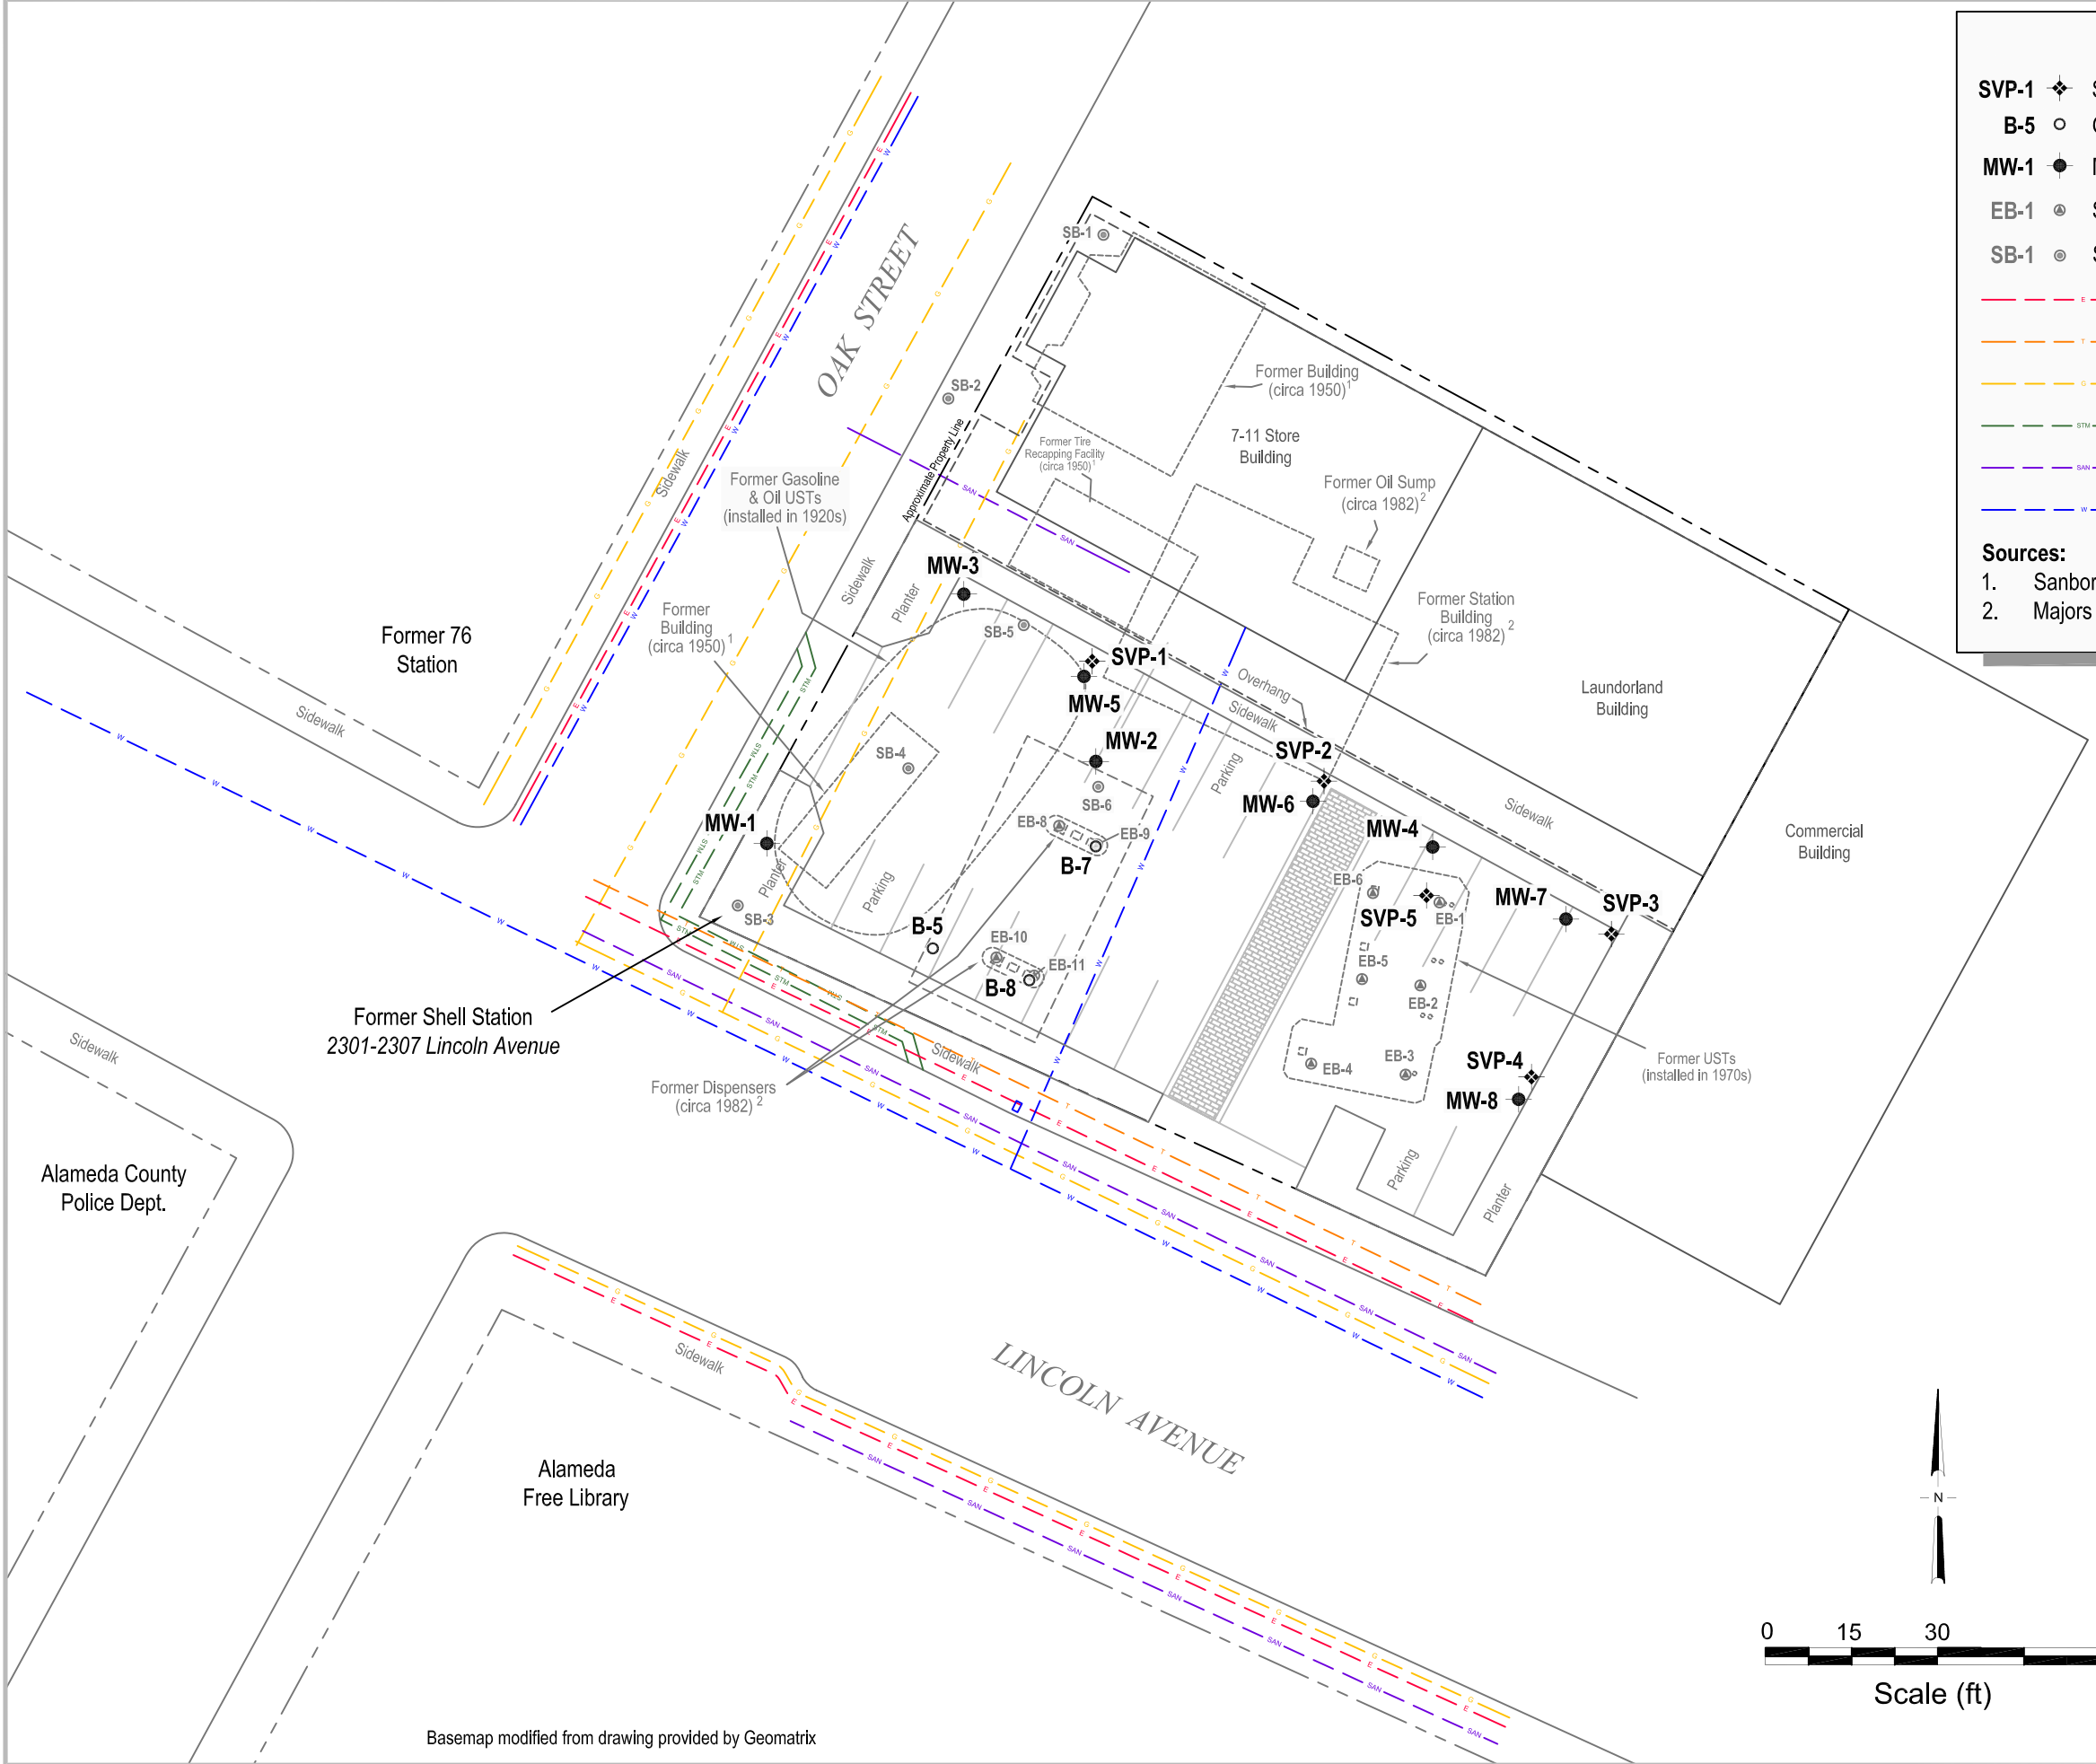 SVP-1 S
B-5
MW-1
EB-1 S
SB-1 S
E
T
G
STM
SAN
W
Sources:
1. Sanbor
2. Majors
OAK STREET
SB-1
SB-2
Sidewalk
Approximate Property Line
Former Building
(circa 1950)1
7-11 Store
Building
Former Tire
Recapping Facility
(circa 1950)1
Former Oil Sump
(circa 1982)2
Former Gasoline
& Oil USTs
(installed in 1920s)
Former Station
Building
(circa 1982) 2
Former
Building
(circa 1950)1
Sidewalk
Planter
MW-3
SB-5
SVP-1
MW-5
MW-2
SB-4
SB-6
Overhang
Sidewalk
Laundorland
Building
Former 76
Station
Sidewalk
Parking
SVP-2
MW-6
MW-4
Sidewalk
Commercial
Building
MW-1
EB-8
EB-9
B-7
Planter
Parking
SB-3
B-5
EB-10
EB-11
B-8
EB-6
SVP-5
EB-1
MW-7
SVP-3
EB-5
EB-2
EB-3
EB-4
SVP-4
MW-8
Former USTs
(installed in 1970s)
Former Shell Station
2301-2307 Lincoln Avenue
Sidewalk
Former Dispensers
(circa 1982) 2
Sidewalk
Parking
Planter
Alameda County
Police Dept.
Sidewalk
LINCOLN AVENUE
Alameda
Free Library
N
0 15 30
Scale (ft)
Basemap modified from drawing provided by Geomatrix